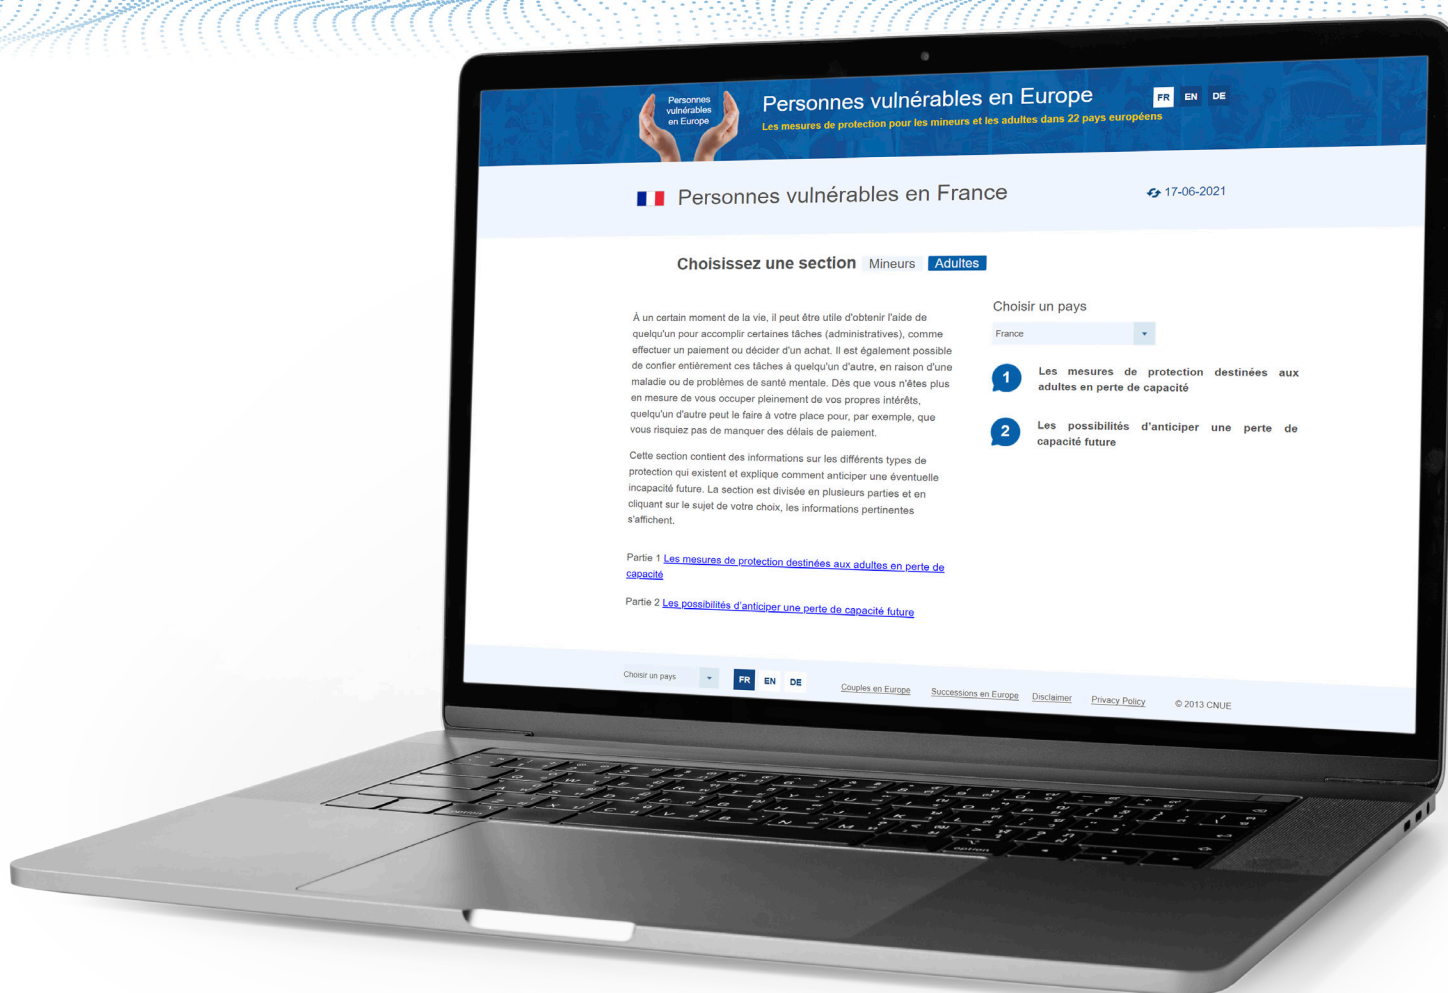 Personnes
vulnérables
en Europe
Personnes vulnérables en Europe
Les mesures de protection pour les mineurs et les adultes dans 22 pays européens
FR EN DE
Personnes vulnérables en France
17-06-2021
Choisissez une section Mineurs Adultes
À un certain moment de la vie, il peut être utile d'obtenir l'aide de
quelqu'un pour accomplir certaines tâches (administratives), comme
effectuer un paiement ou décider d'un achat. Il est également possible
de confier entièrement ces tâches à quelqu'un d'autre, en raison d'une
maladie ou de problèmes de santé mentale. Dès que vous n'êtes plus
en mesure de vous occuper pleinement de vos propres intérêts,
quelqu'un d'autre peut le faire à votre place pour, par exemple, que
vous risquiez pas de manquer des délais de paiement.
Cette section contient des informations sur les différents types de
protection qui existent et explique comment anticiper une éventuelle
incapacité future. La section est divisée en plusieurs parties et en
cliquant sur le sujet de votre choix, les informations pertinentes
s'affichent.
Partie 1 Les mesures de protection destinées aux adultes en perte de
capacité
Partie 2 Les possibilités d'anticiper une perte de capacité future
Choisir un pays
France
1 Les mesures de protection destinées aux
adultes en perte de capacité
2 Les possibilités d'anticiper une perte de
capacité future
Choisir un pays
FR EN DE
Couples en Europe Successions en Europe Disclaimer Privacy Policy © 2013 CNUE
option